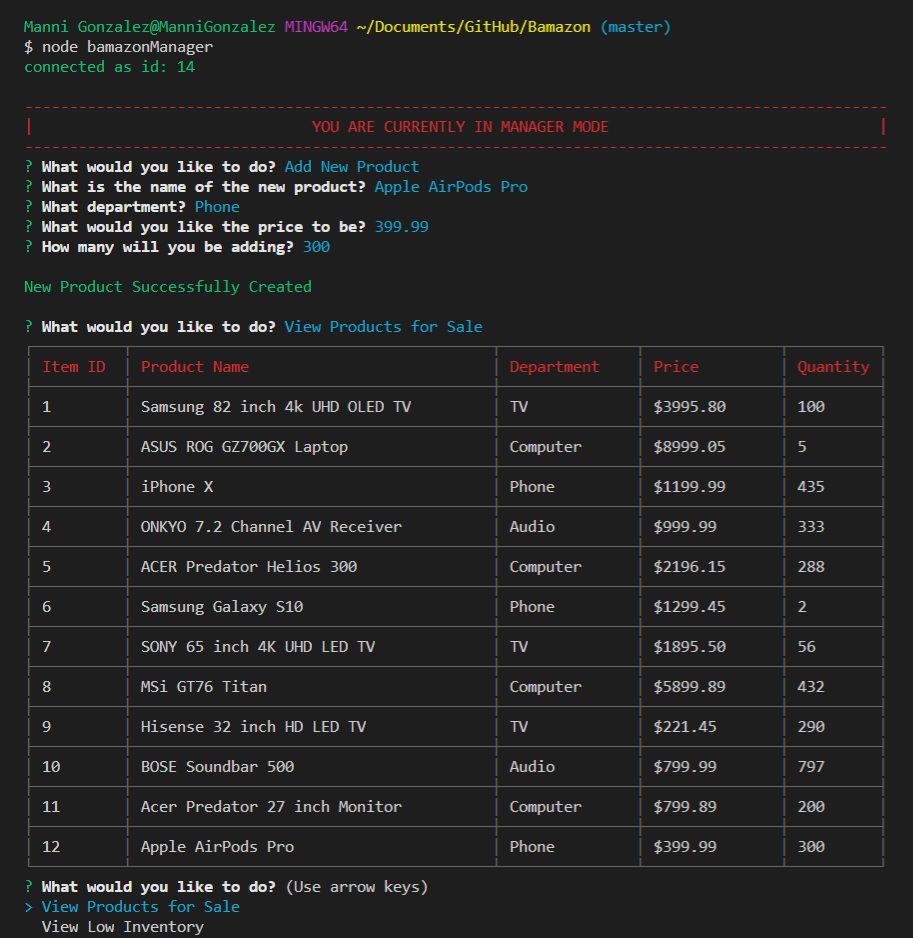 Manni Gonzalez@ManniGonzalez MINGW64 ~/Documents/GitHub/Bamazon (master)
$ node bamazonManager
connected as id: 14
YOU ARE CURRENTLY IN MANAGER MODE
? What would you like to do? Add New Product
? What is the name of the new product? Apple AirPods Pro
? What department? Phone
? What would you like the price to be? 399.99
? How many will you be adding? 300
New Product Successfully Created
? What would you like to do? View Products for Sale
Item ID Product Name Department Price Quantity
1 Samsung 82 inch 4k UHD OLED TV TV $3995.80 100
2 ASUS ROG GZ700GX Laptop Computer $8999.05 5
3 iPhone X Phone $1199.99 435
4 ONKYO 7.2 Channel AV Receiver Audio $999.99 333
5 ACER Predator Helios 300 Computer $2196.15 288
6 Samsung Galaxy S10 Phone $1299.45 2
7 SONY 65 inch 4K UHD LED TV TV $1895.50 56
8 MSi GT76 Titan Computer $5899.89 432
9 Hisense 32 inch HD LED TV TV $221.45 290
10 BOSE Soundbar 500 Audio $799.99 797
11 Acer Predator 27 inch Monitor Computer $799.89 200
12 Apple AirPods Pro Phone $399.99 300
? What would you like to do? (Use arrow keys)
> View Products for Sale
View Low Inventory